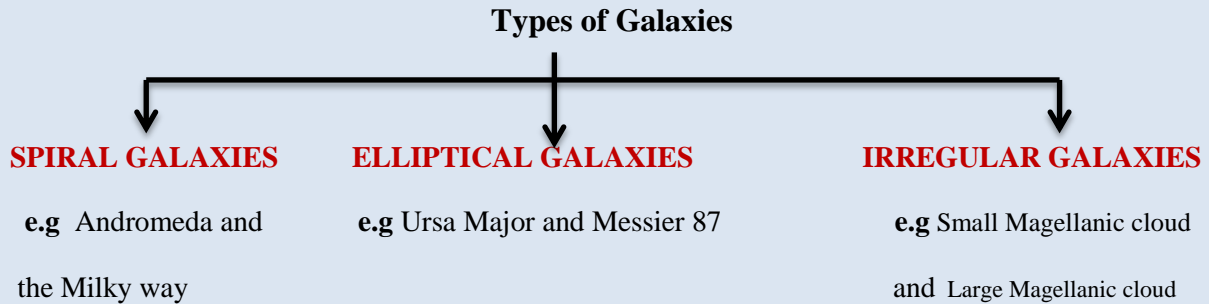 Types of Galaxies
SPIRAL GALAXIES ELLIPTICAL GALAXIES IRREGULAR GALAXIES
e.g Andromeda and e.g Ursa Major and Messier 87 e.g Small Magellanic cloud
the Milky way and Large Magellanic cloud